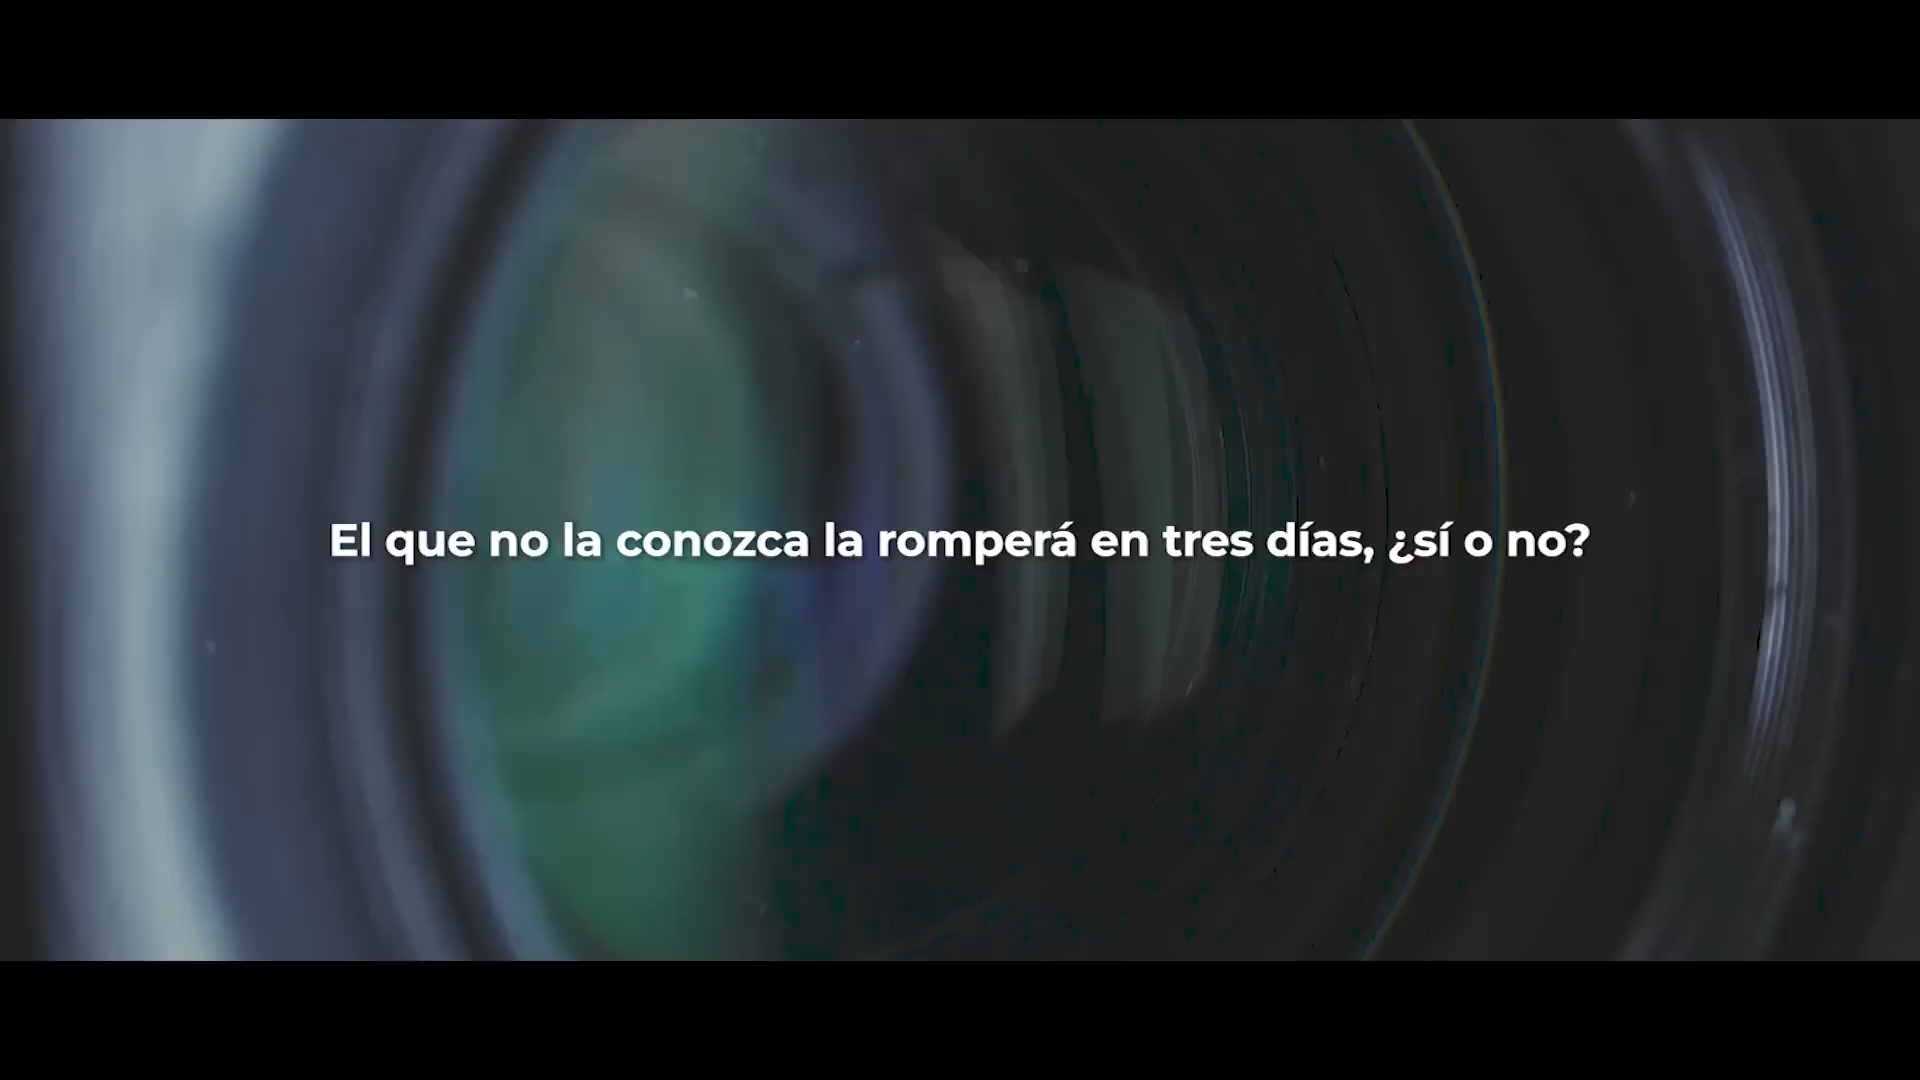 El que no la conozca la romperá en tres días, ¿sí o no?